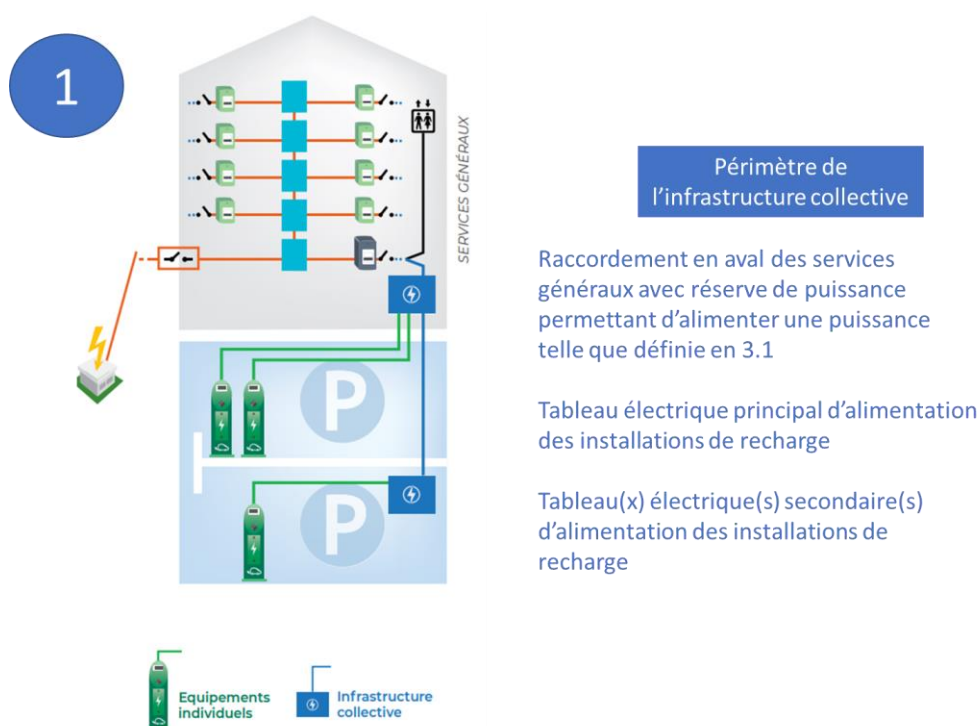 1
SERVICES GÉNÉRAUX
P
P
Equipements
individuels
Infrastructure
collective
Périmètre de
l'infrastructure collective
Raccordement en aval des services
généraux avec réserve de puissance
permettant d'alimenter une puissance
telle que définie en 3.1
Tableau électrique principal d'alimentation
des installations de recharge
Tableau(x) électrique(s) secondaire(s)
d'alimentation des installations de
recharge